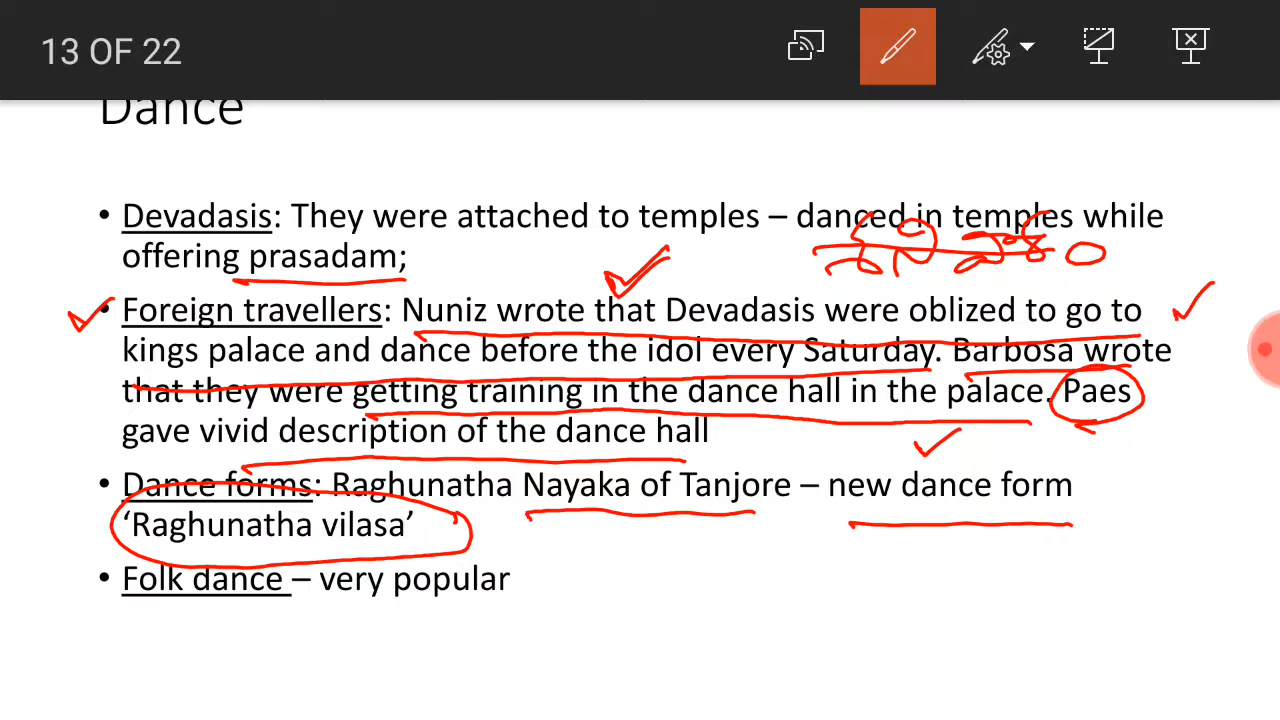 13 OF 22
Dance
• Devadasis: They were attached to temples – danced in temples while
offering prasadam;
• Foreign travellers: Nuniz wrote that Devadasis were oblized to go to
kings palace and dance before the idol every Saturday. Barbosa wrote
that they were getting training in the dance hall in the palace. Paes
gave vivid description of the dance hall
• Dance forms: Raghunatha Nayaka of Tanjore – new dance form
‘Raghunatha vilasa’
• Folk dance – very popular